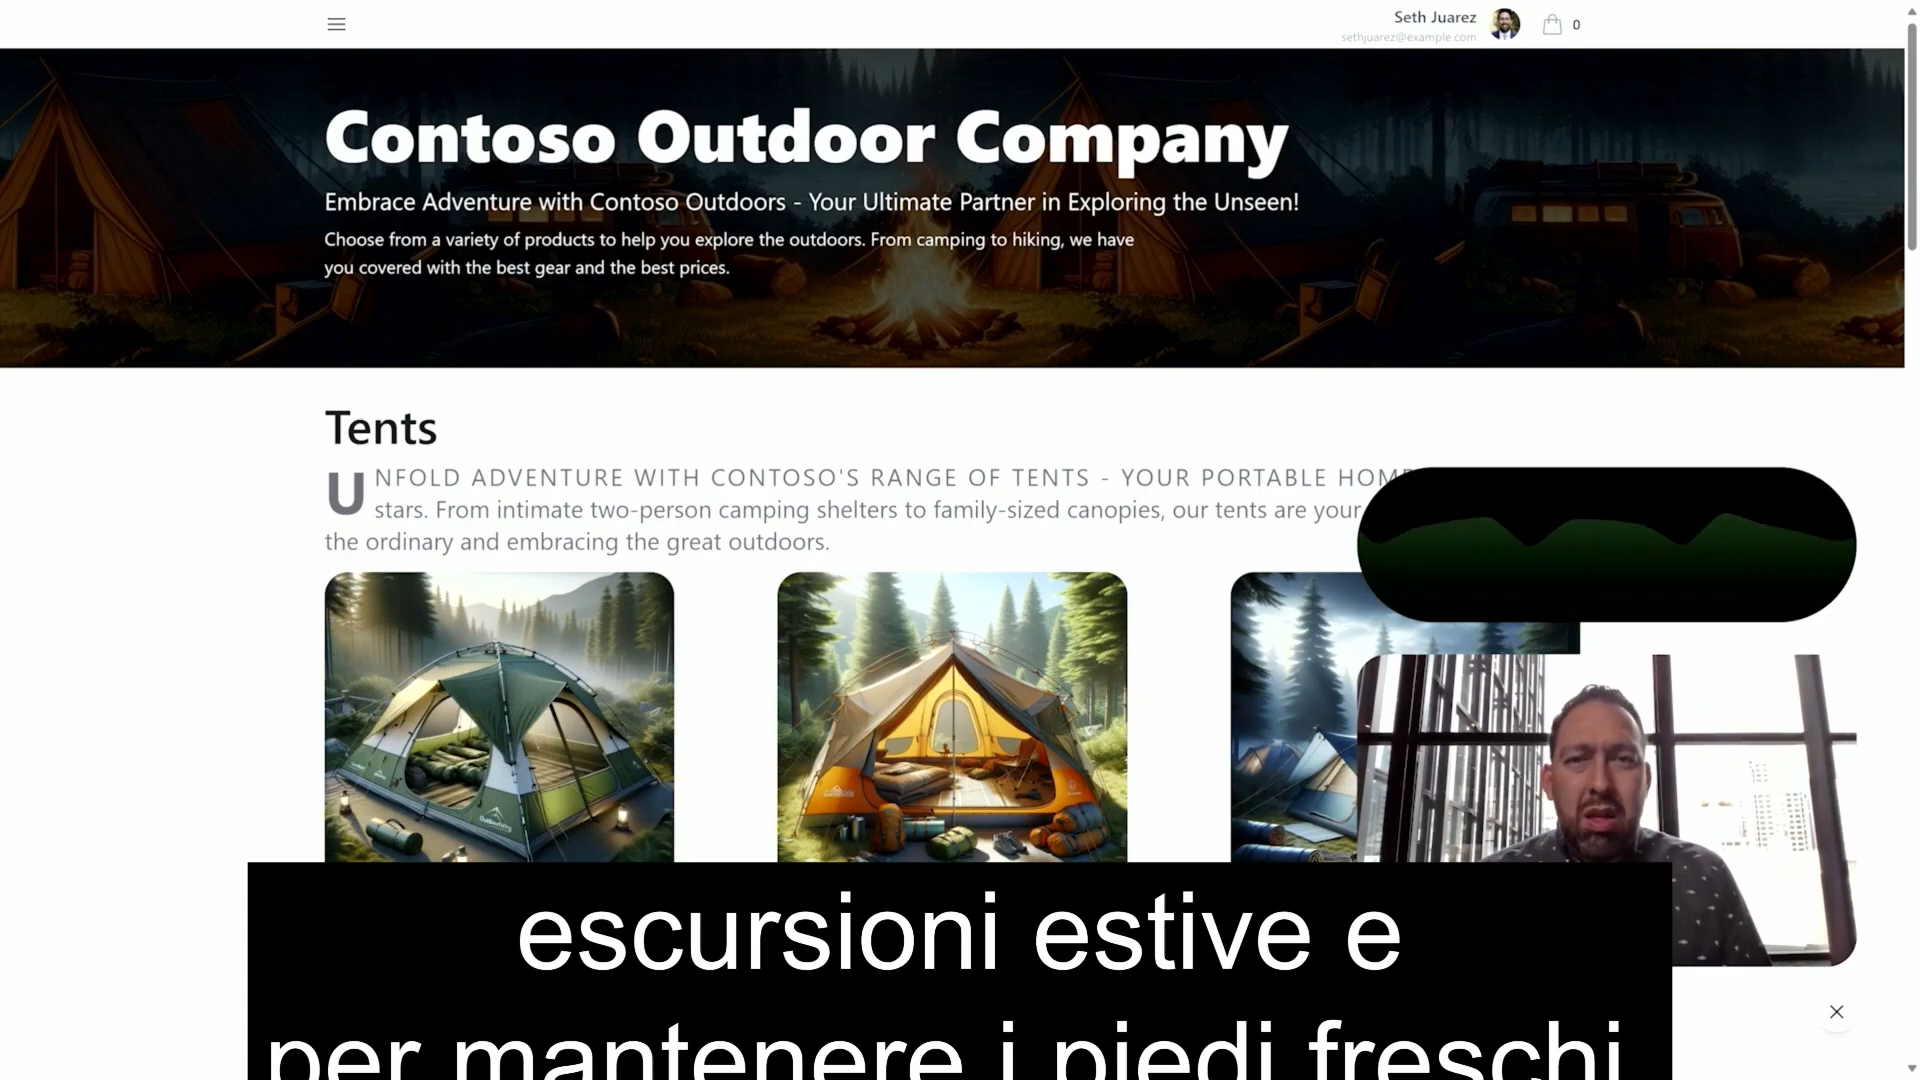 Seth Juarez
sethjuarez@example.com
0
Contoso Outdoor Company
Embrace Adventure with Contoso Outdoors - Your Ultimate Partner in Exploring the Unseen!
Choose from a variety of products to help you explore the outdoors. From camping to hiking, we have
you covered with the best gear and the best prices.
Tents
UNFOLD ADVENTURE WITH CONTOSO'S RANGE OF TENTS - YOUR PORTABLE HOM
stars. From intimate two-person camping shelters to family-sized canopies, our tents are your
the ordinary and embracing the great outdoors.
escursioni estive e
per mantenere i piedi freschi